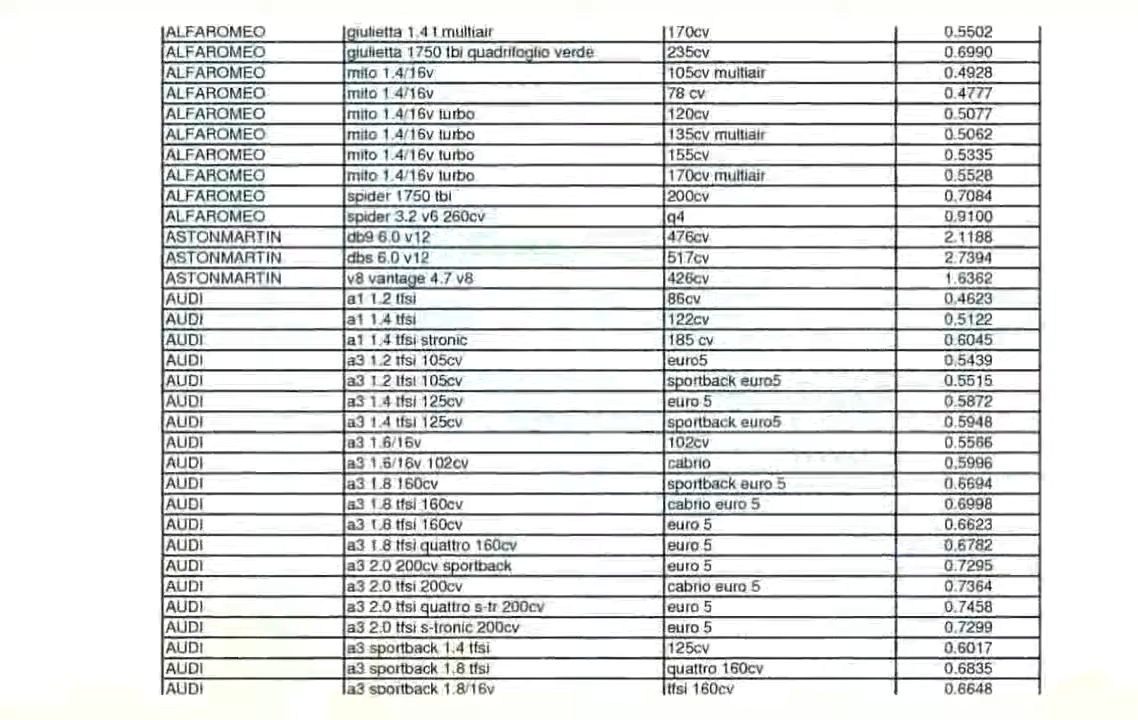 ALFAROMEO giulietta 1.4 t multiair 170cv 0.5502
ALFAROMEO giulietta 1750 tbi quadrifoglio verde 235cv 0.6990
ALFAROMEO mito 1.4/16v 105cv multiair 0.4928
ALFAROMEO mito 1.4/16v 78 cv 0.4777
ALFAROMEO mito 1.4/16v turbo 120cv 0.5077
ALFAROMEO mito 1.4/16v turbo 135cv multiair 0.5062
ALFAROMEO mito 1.4/16v turbo 155cv 0.5335
ALFAROMEO mito 1.4/16v turbo 170cv multiair 0.5528
ALFAROMEO spider 1750 tbi 200cv 0.7084
ALFAROMEO spider 3.2 v6 260cv q4 0.9100
ASTONMARTIN db9 6.0 v12 476cv 2.1188
ASTONMARTIN dbs 6.0 v12 517cv 2.7394
ASTONMARTIN v8 vantage 4.7 v8 426cv 1.6362
AUDI a1 1.2 tfsi 86cv 0.4623
AUDI a1 1.4 tfsi 122cv 0.5122
AUDI a1 1.4 tfsi stronic 185 cv 0.6045
AUDI a3 1.2 tfsi 105cv euro5 0.5439
AUDI a3 1.2 tfsi 105cv sportback euro5 0.5515
AUDI a3 1.4 tfsi 125cv euro 5 0.5872
AUDI a3 1.4 tfsi 125cv sportback euro5 0.5948
AUDI a3 1.6/16v 102cv 0.5566
AUDI a3 1.6/16v 102cv cabrio 0.5996
AUDI a3 1.8 160cv sportback euro 5 0.6694
AUDI a3 1.8 tfsi 160cv cabrio euro 5 0.6998
AUDI a3 1.8 tfsi 160cv euro 5 0.6623
AUDI a3 1.8 tfsi quattro 160cv euro 5 0.6782
AUDI a3 2.0 200cv sportback euro 5 0.7295
AUDI a3 2.0 tfsi 200cv cabrio euro 5 0.7364
AUDI a3 2.0 tfsi quattro s-tr 200cv euro 5 0.7458
AUDI a3 2.0 tfsi s-tronic 200cv euro 5 0.7299
AUDI a3 sportback 1.4 tfsi 125cv 0.6017
AUDI a3 sportback 1.8 tfsi quattro 160cv 0.6835
AUDI a3 sportback 1.8/16v tfsi 160cv 0.6648